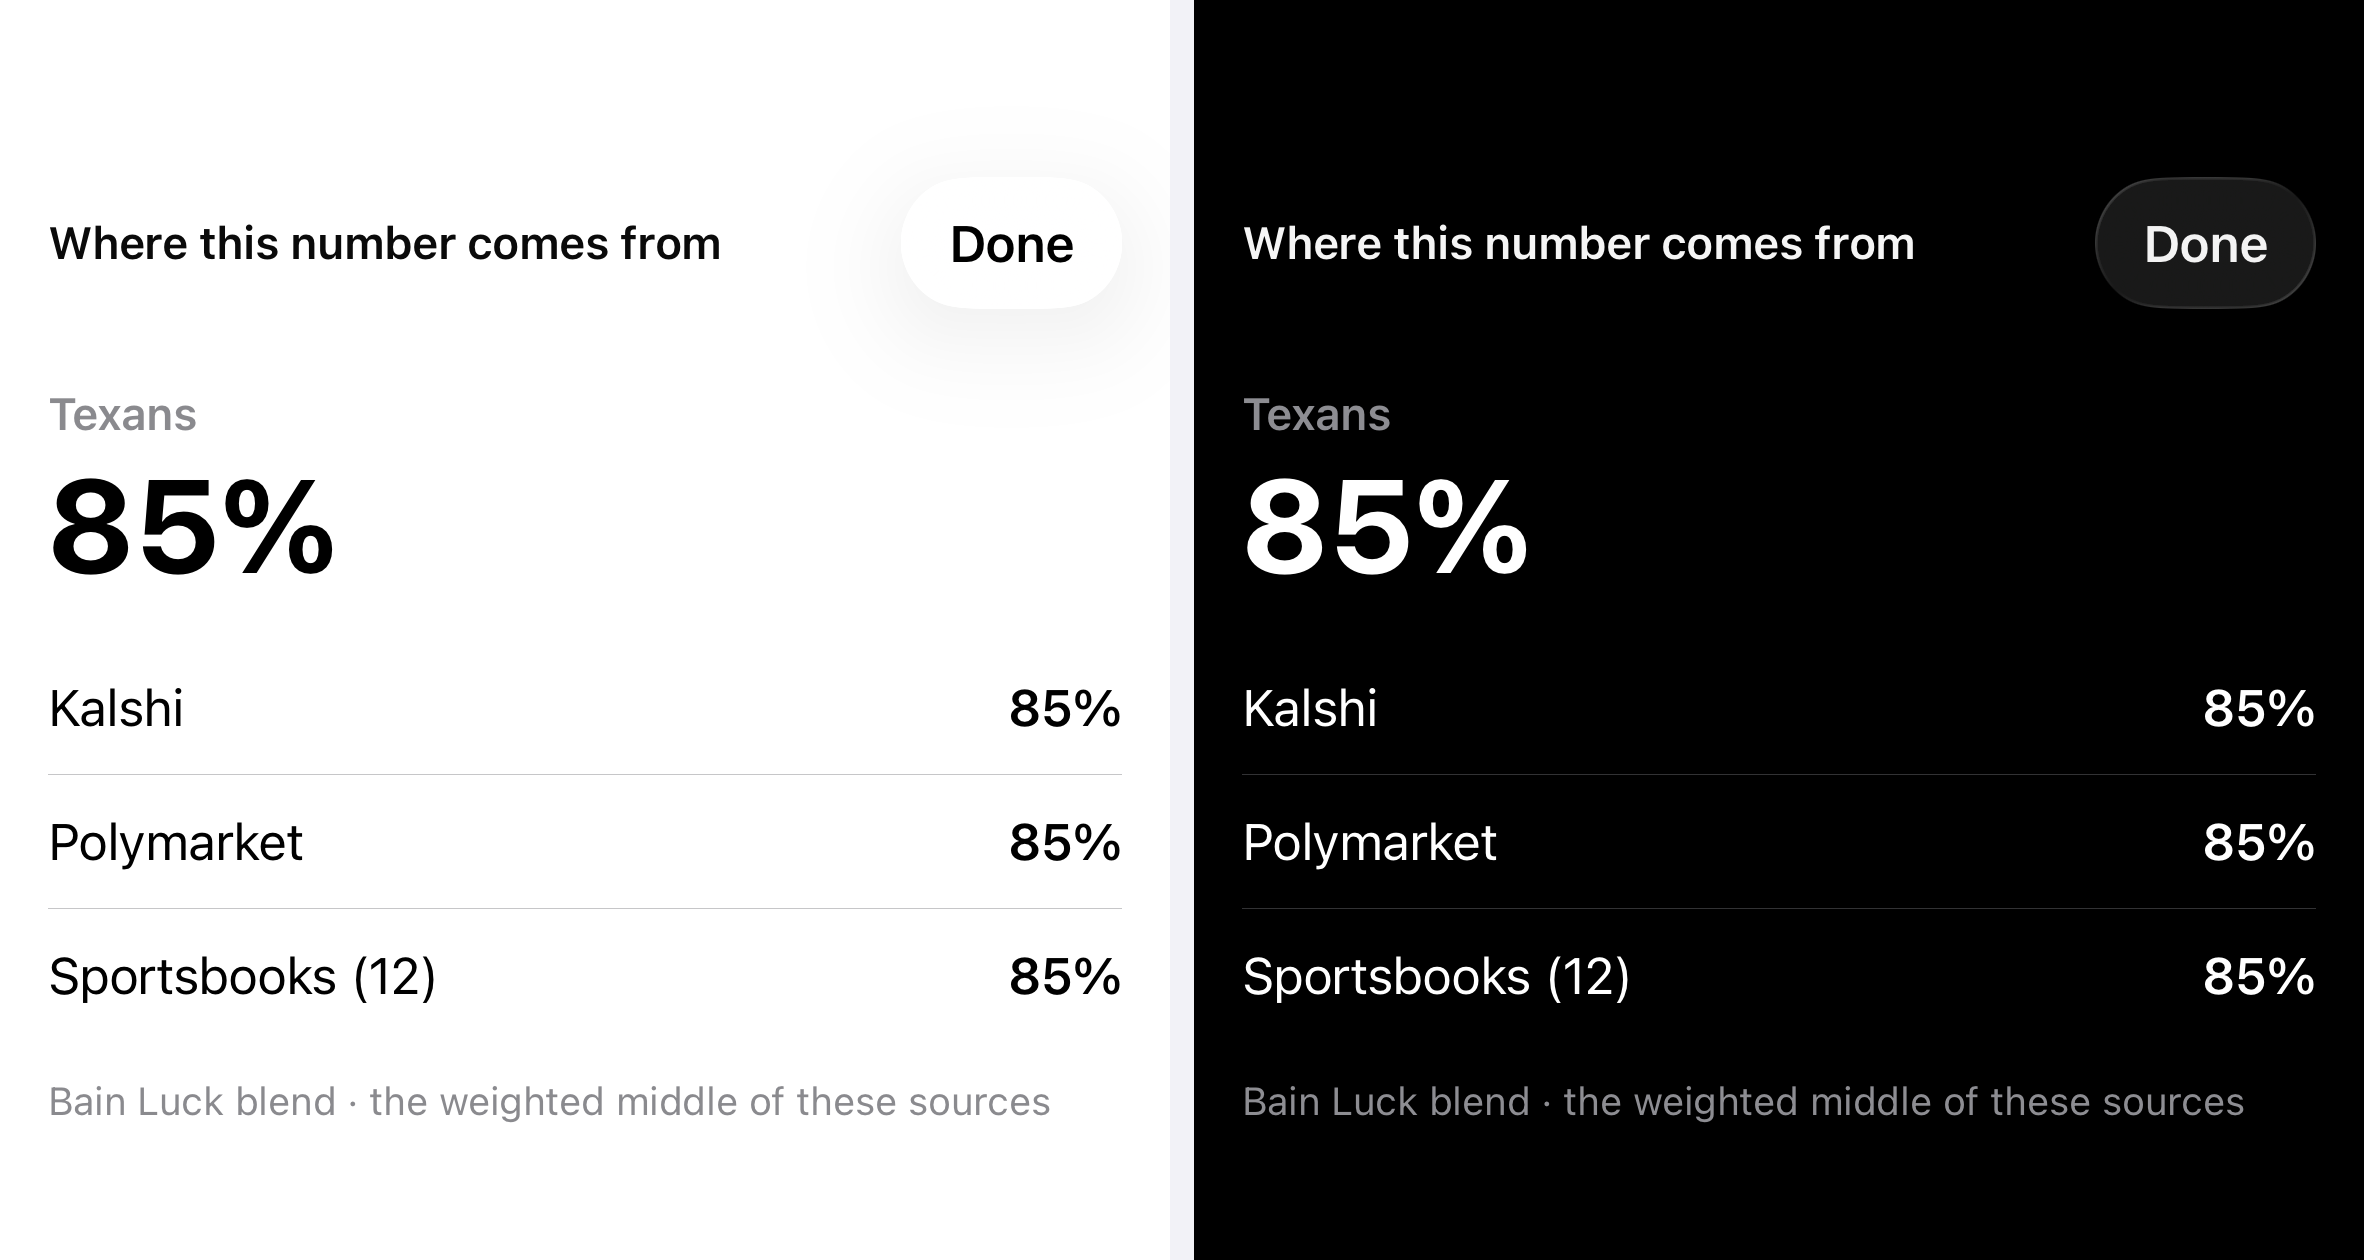 Where this number comes from
Done
Texans
85%
Kalshi 85%
Polymarket 85%
Sportsbooks (12) 85%
Bain Luck blend · the weighted middle of these sources
Where this number comes from
Done
Texans
85%
Kalshi 85%
Polymarket 85%
Sportsbooks (12) 85%
Bain Luck blend · the weighted middle of these sources